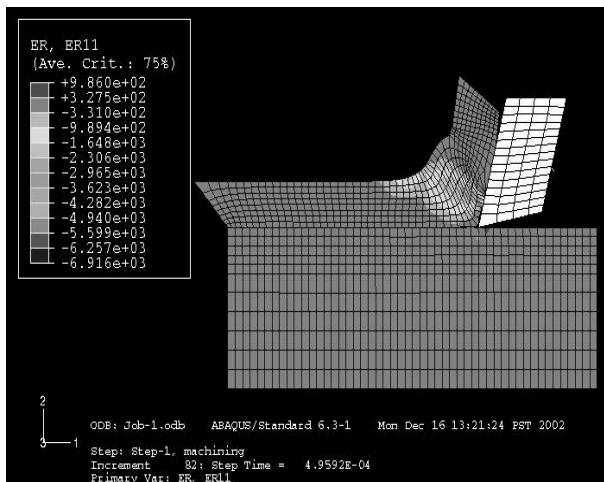 ER, ER11
(Ave. Crit.: 75%)
+9.860e+02
+3.275e+02
-3.310e+02
-9.894e+02
-1.648e+03
-2.306e+03
-2.965e+03
-3.623e+03
-4.282e+03
-4.940e+03
-5.599e+03
-6.257e+03
-6.916e+03
2
3 1
ODB: Job-1.odb ABAQUS/Standard 6.3-1 Mon Dec 16 13:21:24 PST 2002
Step: Step-1, machining
Increment 82: Step Time = 4.9592E-04
Primary Var: ER, ER11